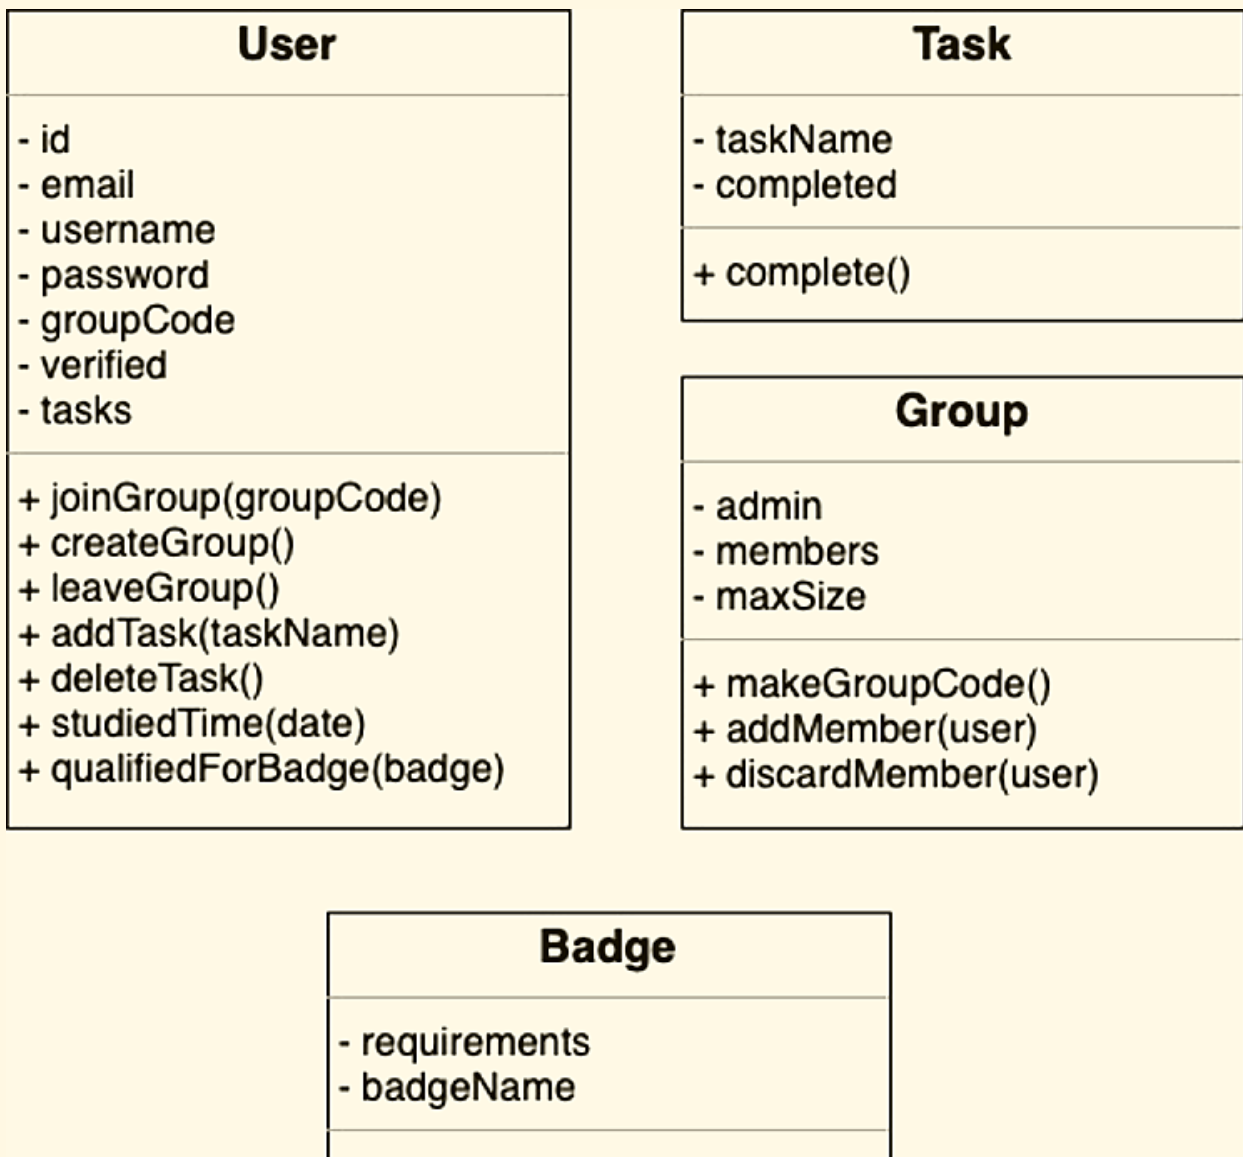 User
- id
- email
- username
- password
- groupCode
- verified
- tasks
+ joinGroup(groupCode)
+ createGroup()
+ leaveGroup()
+ addTask(taskName)
+ deleteTask()
+ studiedTime(date)
+ qualifiedForBadge(badge)
Task
- taskName
- completed
+ complete()
Group
- admin
- members
- maxSize
+ makeGroupCode()
+ addMember(user)
+ discardMember(user)
Badge
- requirements
- badgeName